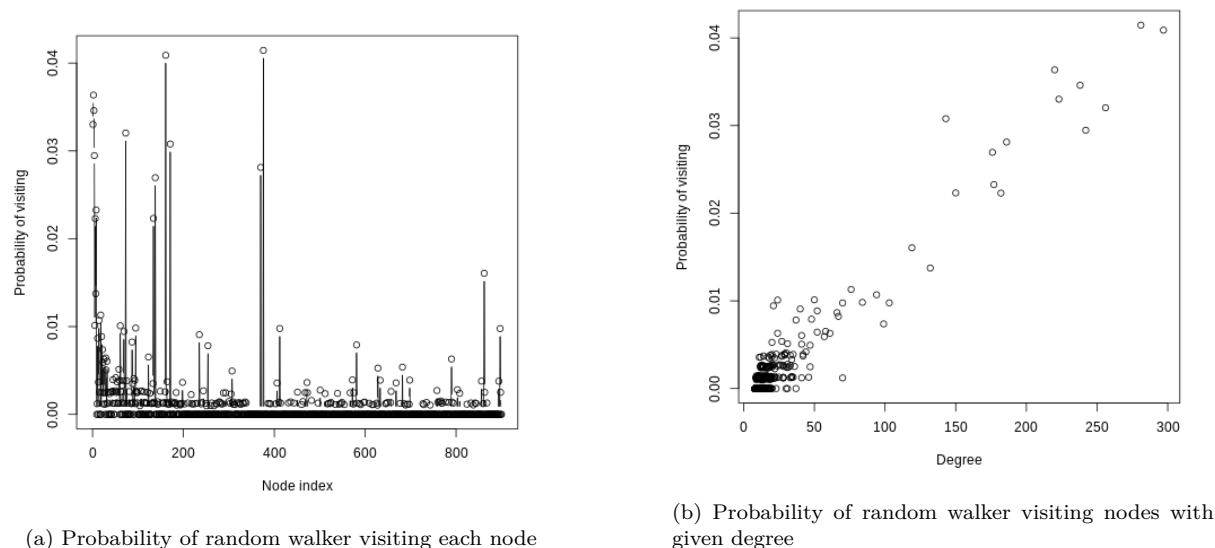 0.04
0.03
0.02
0.01
0.00
Probability of visiting
0 200 400 600 800
Node index
(a) Probability of random walker visiting each node
0.04
0.03
0.02
0.01
0.00
Probability of visiting
0 50 100 150 200 250 300
Degree
(b) Probability of random walker visiting nodes with
given degree